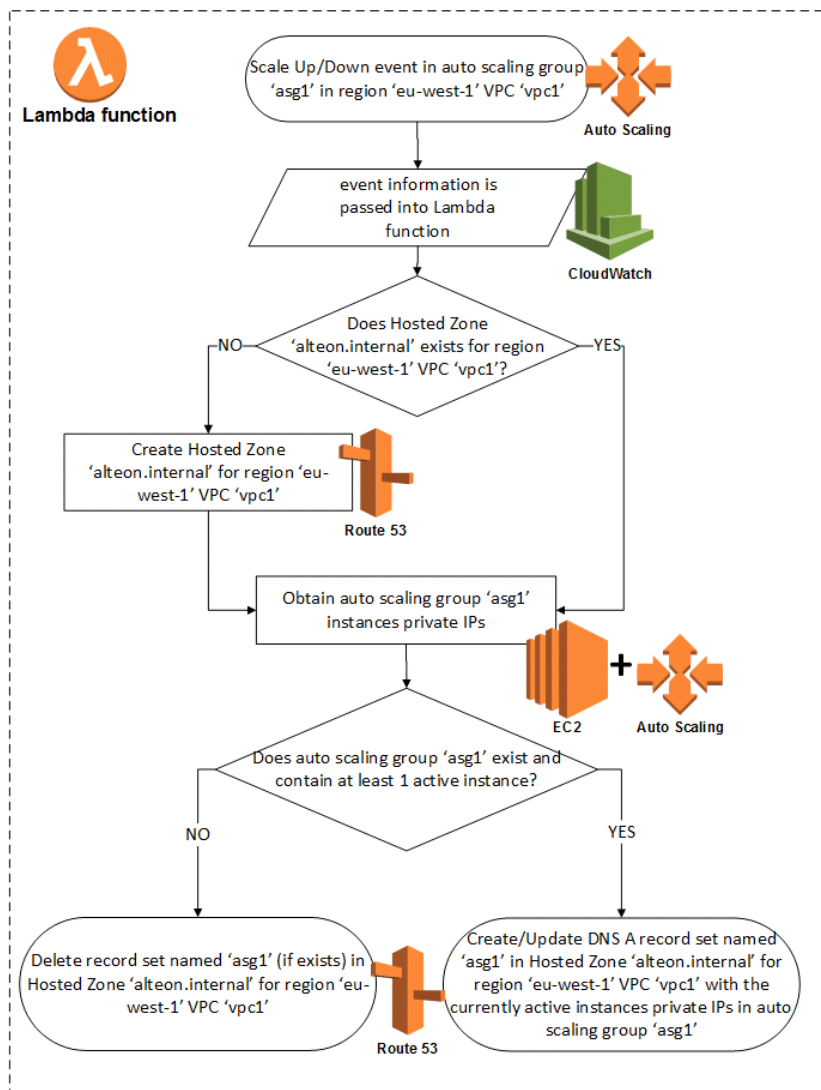 Lambda function
Scale Up/Down event in auto scaling group
'asg1' in region 'eu-west-1' VPC 'vpc1'
Auto Scaling
event information is
passed into Lambda
function
CloudWatch
Does Hosted Zone
'alteon.internal' exists for region
'eu-west-1' VPC 'vpc1'?
NO
YES
Create Hosted Zone
'alteon.internal' for region 'eu-
west-1' VPC 'vpc1'
Route 53
Obtain auto scaling group 'asg1'
instances private IPs
EC2
+
Auto Scaling
Does auto scaling group 'asg1' exist and
contain at least 1 active instance?
NO
YES
Delete record set named 'asg1' (if exists) in
Hosted Zone 'alteon.internal' for region 'eu-
west-1' VPC 'vpc1'
Route 53
Create/Update DNS A record set named
'asg1' in Hosted Zone 'alteon.internal' for
region 'eu-west-1' VPC 'vpc1' with the
currently active instances private IPs in auto
scaling group 'asg1'